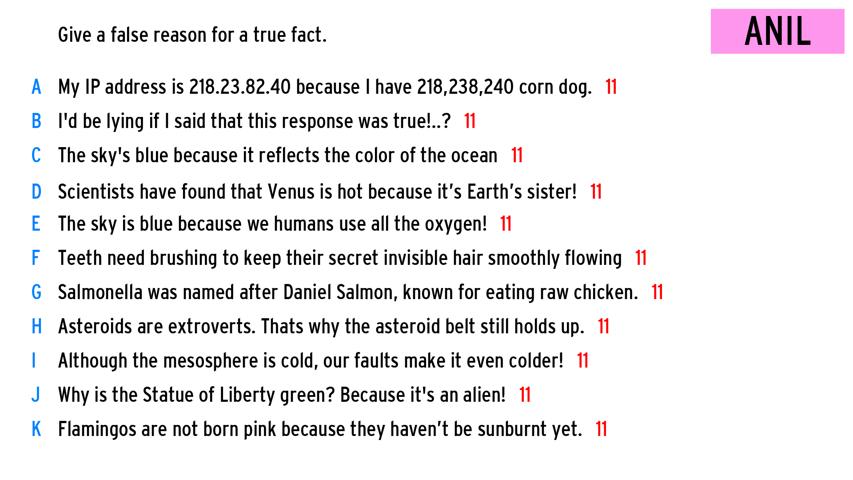 Give a false reason for a true fact.
ANIL
A My IP address is 218.23.82.40 because I have 218,238,240 corn dog. 11
B I'd be lying if I said that this response was true!..? 11
C The sky's blue because it reflects the color of the ocean 11
D Scientists have found that Venus is hot because it’s Earth’s sister! 11
E The sky is blue because we humans use all the oxygen! 11
F Teeth need brushing to keep their secret invisible hair smoothly flowing 11
G Salmonella was named after Daniel Salmon, known for eating raw chicken. 11
H Asteroids are extroverts. Thats why the asteroid belt still holds up. 11
I Although the mesosphere is cold, our faults make it even colder! 11
J Why is the Statue of Liberty green? Because it's an alien! 11
K Flamingos are not born pink because they haven’t be sunburnt yet. 11